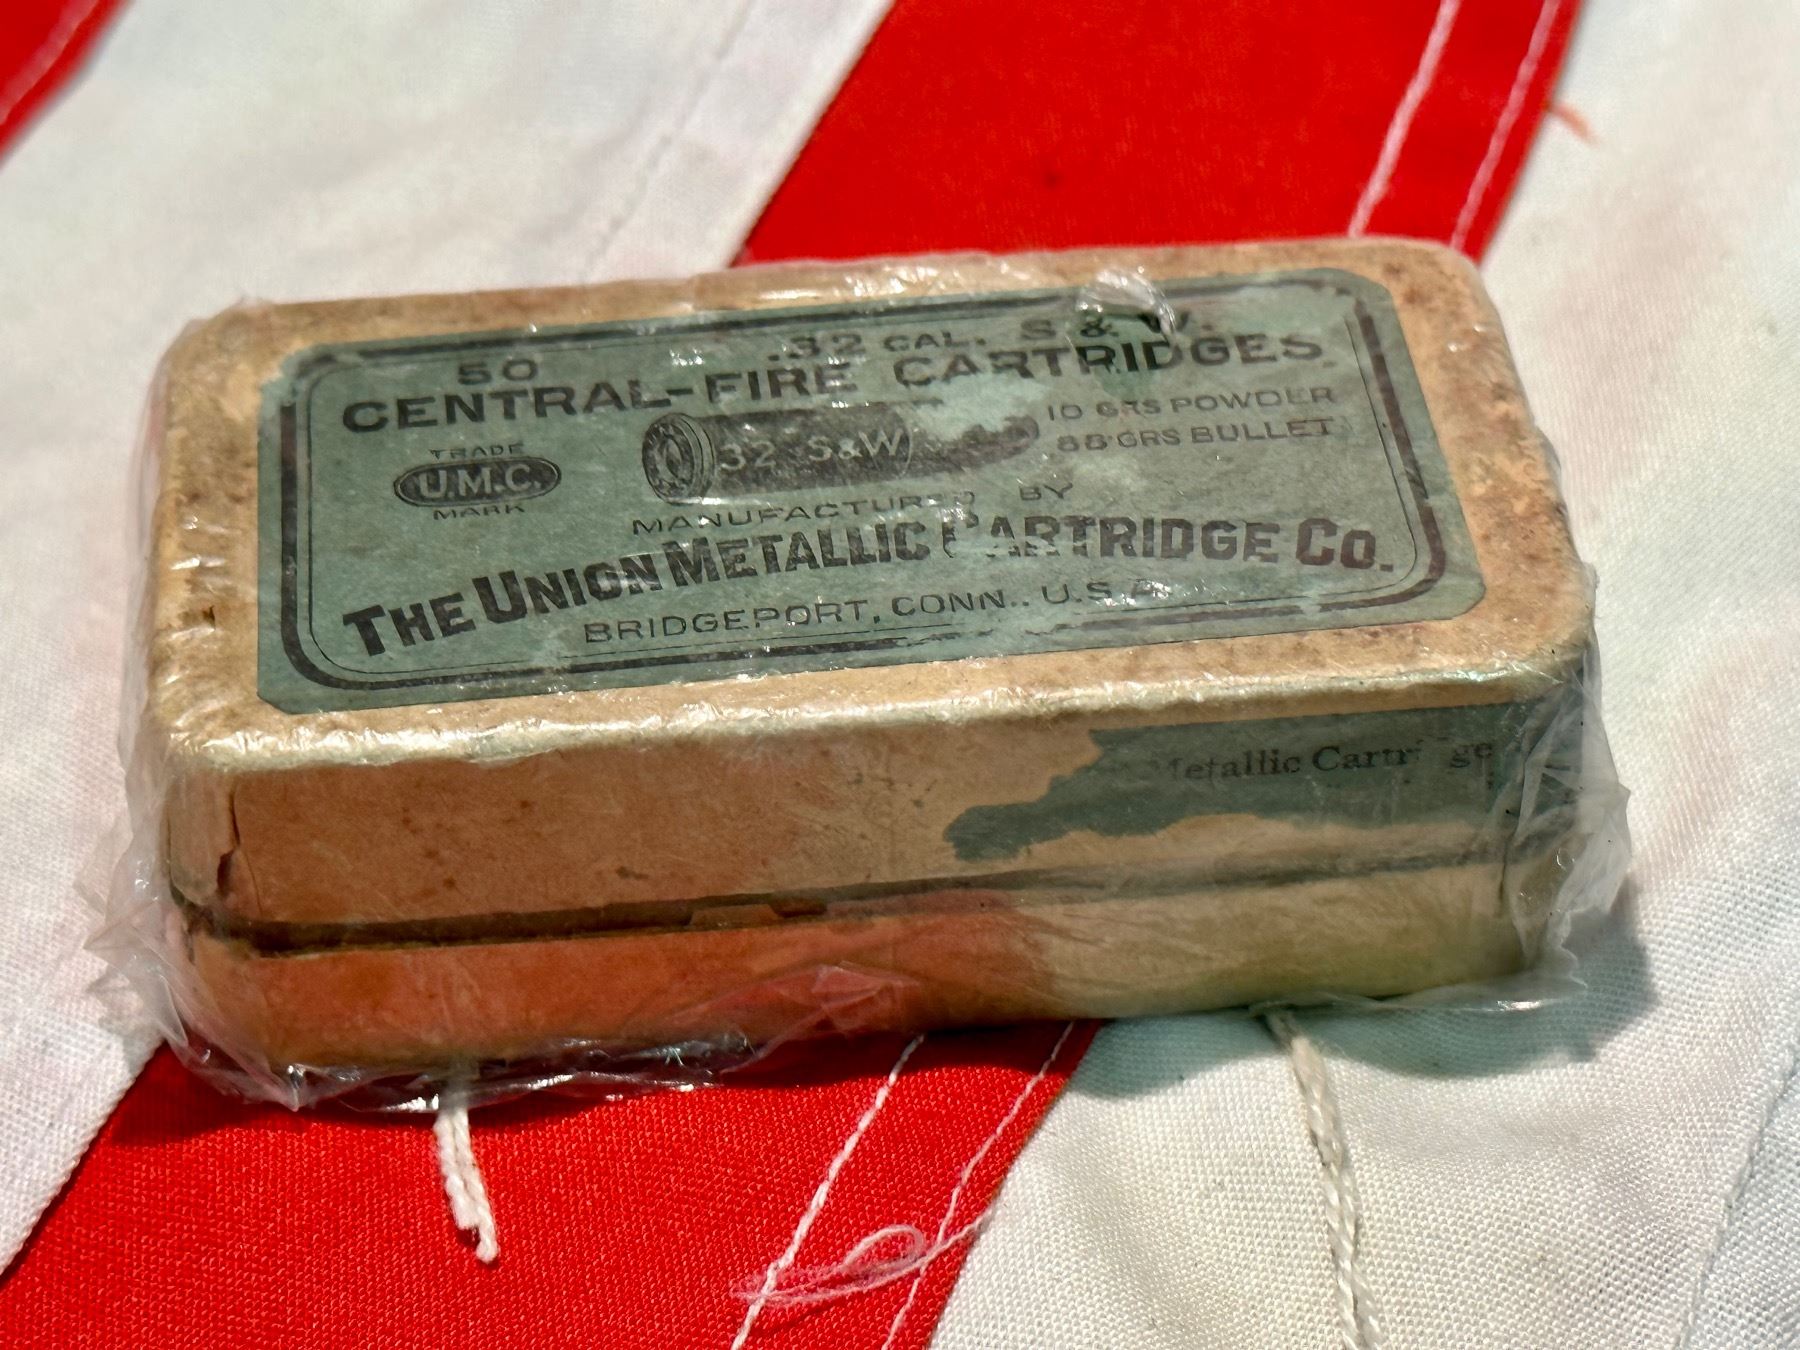 50 .32 CAL. S & W.
CENTRAL-FIRE CARTRIDGES
TRADE
U.M.C.
MARK
32 S&W
10 GRS POWDER
88 GRS BULLET
MANUFACTURED BY
THE UNION METALLIC CARTRIDGE CO.
BRIDGEPORT, CONN., U.S.A.
Metallic Cartridge